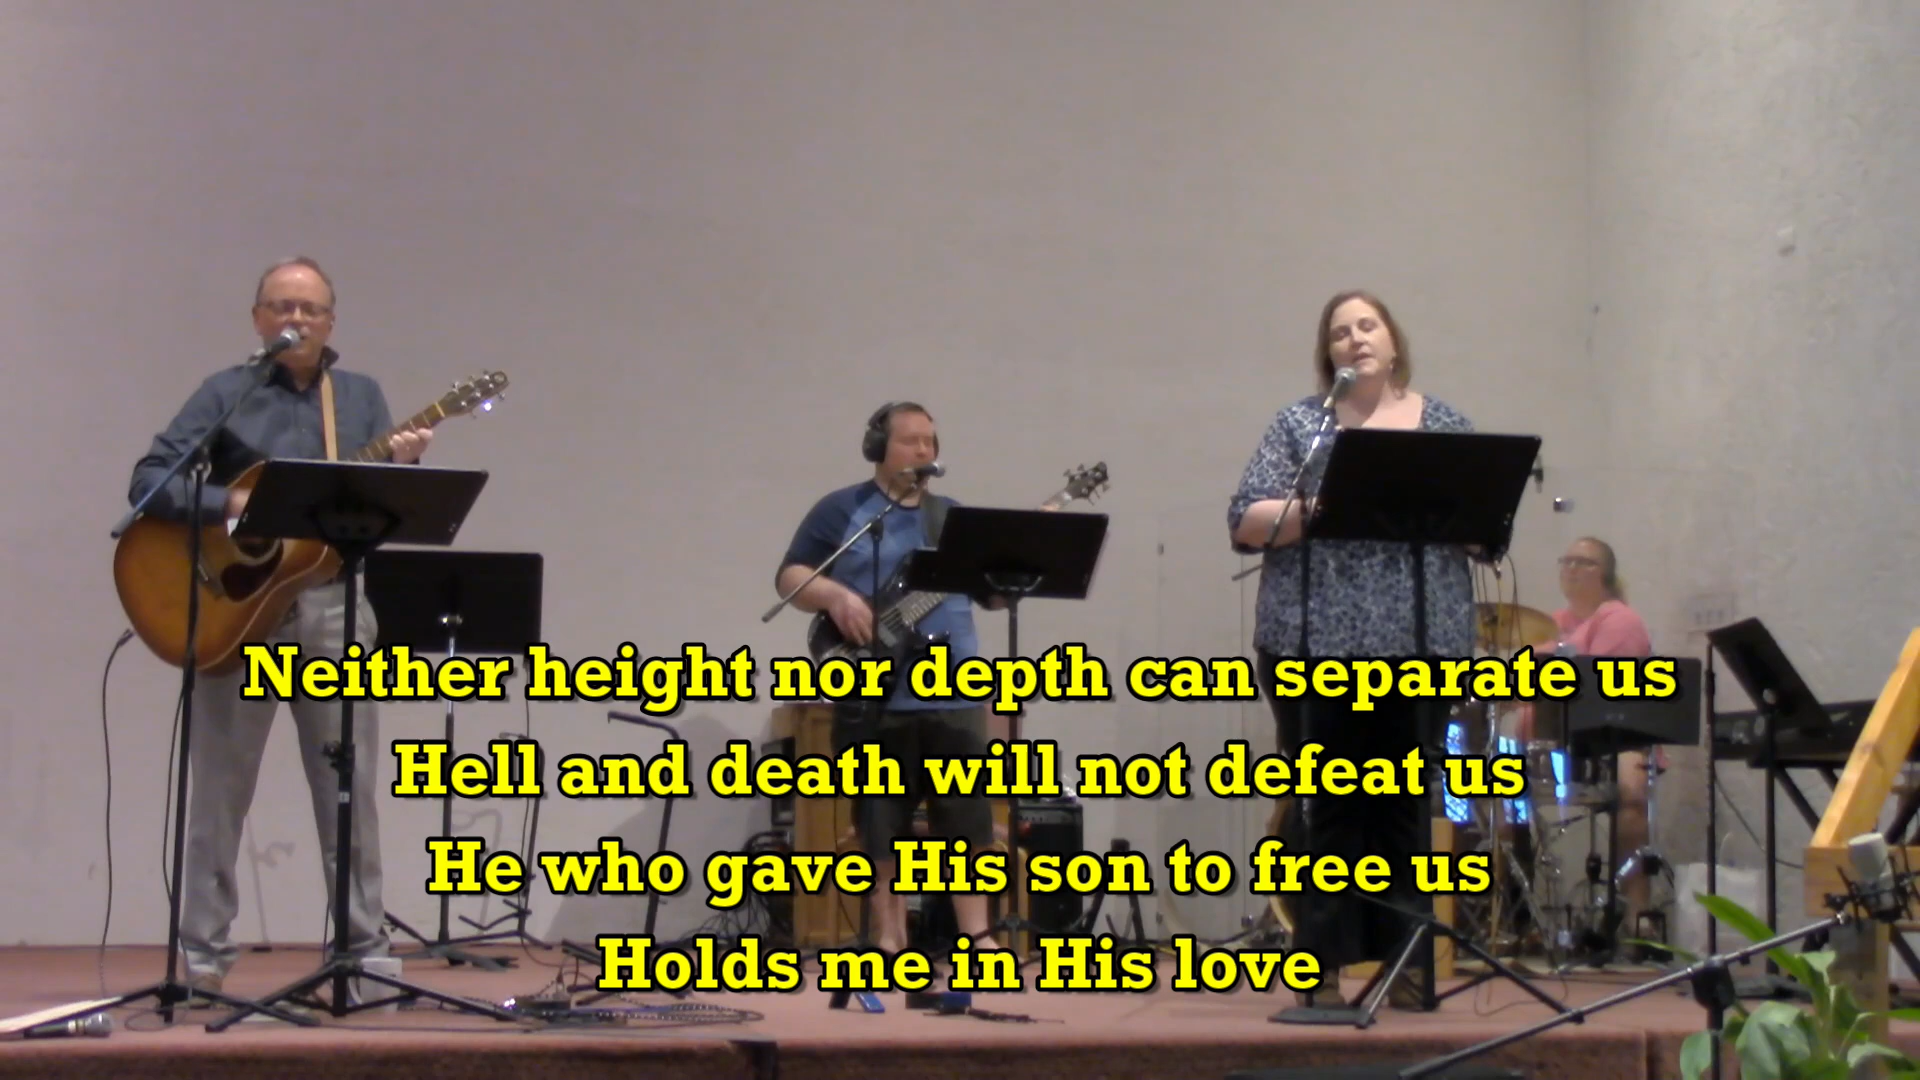 Neither height nor depth can separate us
Hell and death will not defeat us
He who gave His son to free us
Holds me in His love